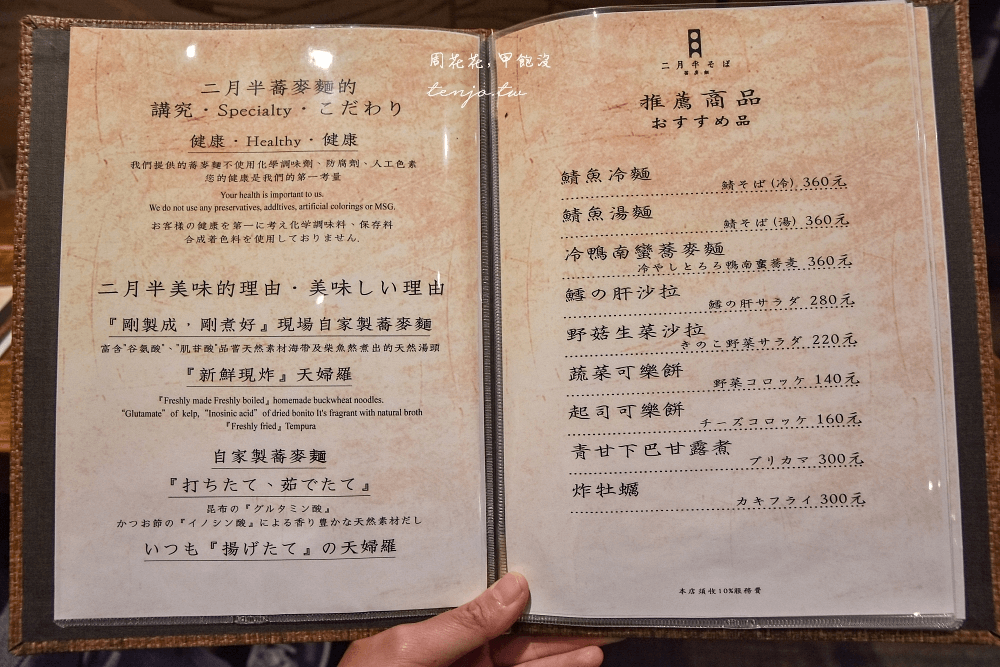 周花花，甲飽沒
tenjo.tw
二月半蕎麥麵的
講究・Specialty・こだわり
健康・Healthy・健康
我們提供的蕎麥麵不使用化學調味劑、防腐劑、人工色素
您的健康是我們的第一考量
Your health is important to us.
We do not use any preservatives, addltives, artificial colorings or MSG.
お客様の健康を第一に考え化学調味料、保存料
合成着色料を使用しておりません.
二月半美味的理由・美味しい理由
『剛製成，剛煮好』現場自家製蕎麥麵
富含"谷氨酸"、"肌苷酸"品嘗天然素材海帶及柴魚熬煮出的天然湯頭
『新鮮現炸』天婦羅
『Freshly made Freshly boiled』homemade buckwheat noodles.
"Glutamate" of kelp, "Inosinic acid" of dried bonito It's fragrant with natural broth
『Freshly fried』Tempura
自家製蕎麥麵
『打ちたて、茹でたて』
昆布の『グルタミン酸』
かつお節の『イノシン酸』による香り豊かな天然素材だし
いつも『揚げたて』の天婦羅
二月半そば
蕎麥麵
推薦商品
おすすめ品
鯖魚冷麵
鯖そば(冷) 360元
鯖魚湯麵
鯖そば(湯) 360元
冷鴨南蠻蕎麥麵
冷やしとろろ鴨南蛮蕎麦 360元
鱈の肝沙拉
鱈の肝サラダ 280元
野菇生菜沙拉
きのこ野菜サラダ 220元
蔬菜可樂餅
野菜コロッケ 140元
起司可樂餅
チーズコロッケ 160元
青甘下巴甘露煮
ブリカマ 300元
炸牡蠣
カキフライ 300元
本店須收10%服務費